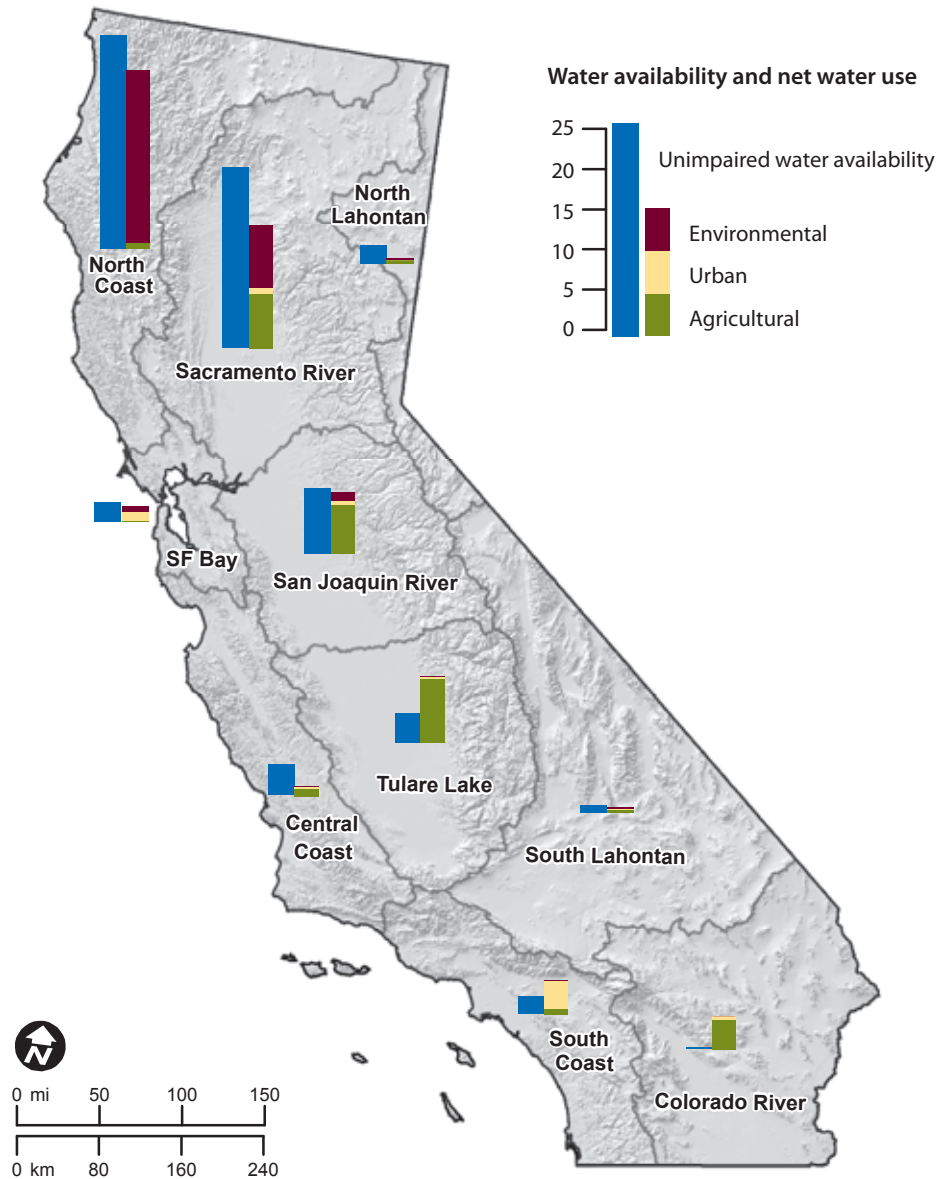 Water availability and net water use
25
Unimpaired water availability
20
15
Environmental
10
Urban
5
Agricultural
0
North
Lahontan
North
Coast
Sacramento River
SF Bay
San Joaquin River
Tulare Lake
Central
Coast
South Lahontan
South
Coast
Colorado River
N
0 mi 50 100 150
0 km 80 160 240